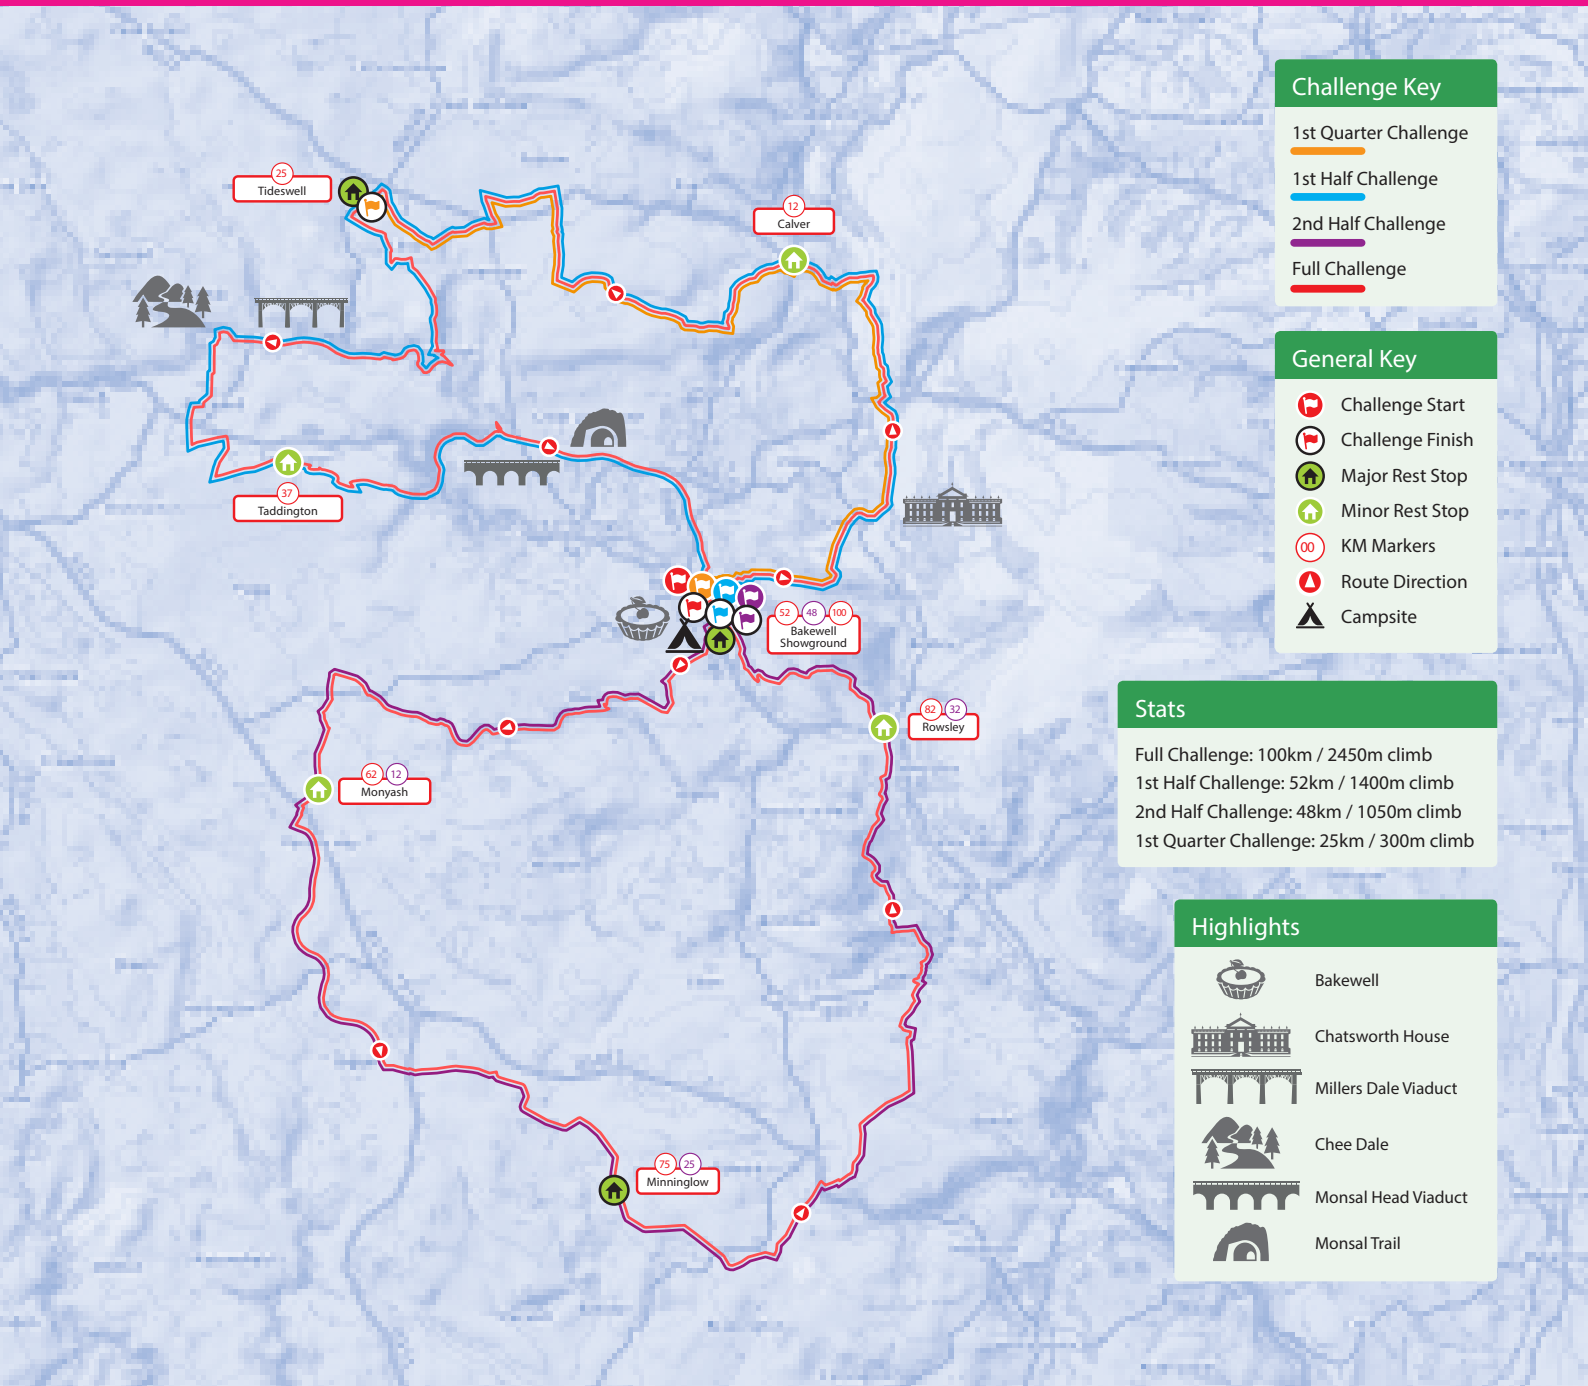 25
Tideswell
12
Calver
37
Taddington
52 48 100
Bakewell
Showground
82 32
Rowsley
62 12
Monyash
75 25
Minninglow
Challenge Key
1st Quarter Challenge
1st Half Challenge
2nd Half Challenge
Full Challenge
General Key
Challenge Start
Challenge Finish
Major Rest Stop
Minor Rest Stop
00 KM Markers
Route Direction
Campsite
Stats
Full Challenge: 100km / 2450m climb
1st Half Challenge: 52km / 1400m climb
2nd Half Challenge: 48km / 1050m climb
1st Quarter Challenge: 25km / 300m climb
Highlights
Bakewell
Chatsworth House
Millers Dale Viaduct
Chee Dale
Monsal Head Viaduct
Monsal Trail